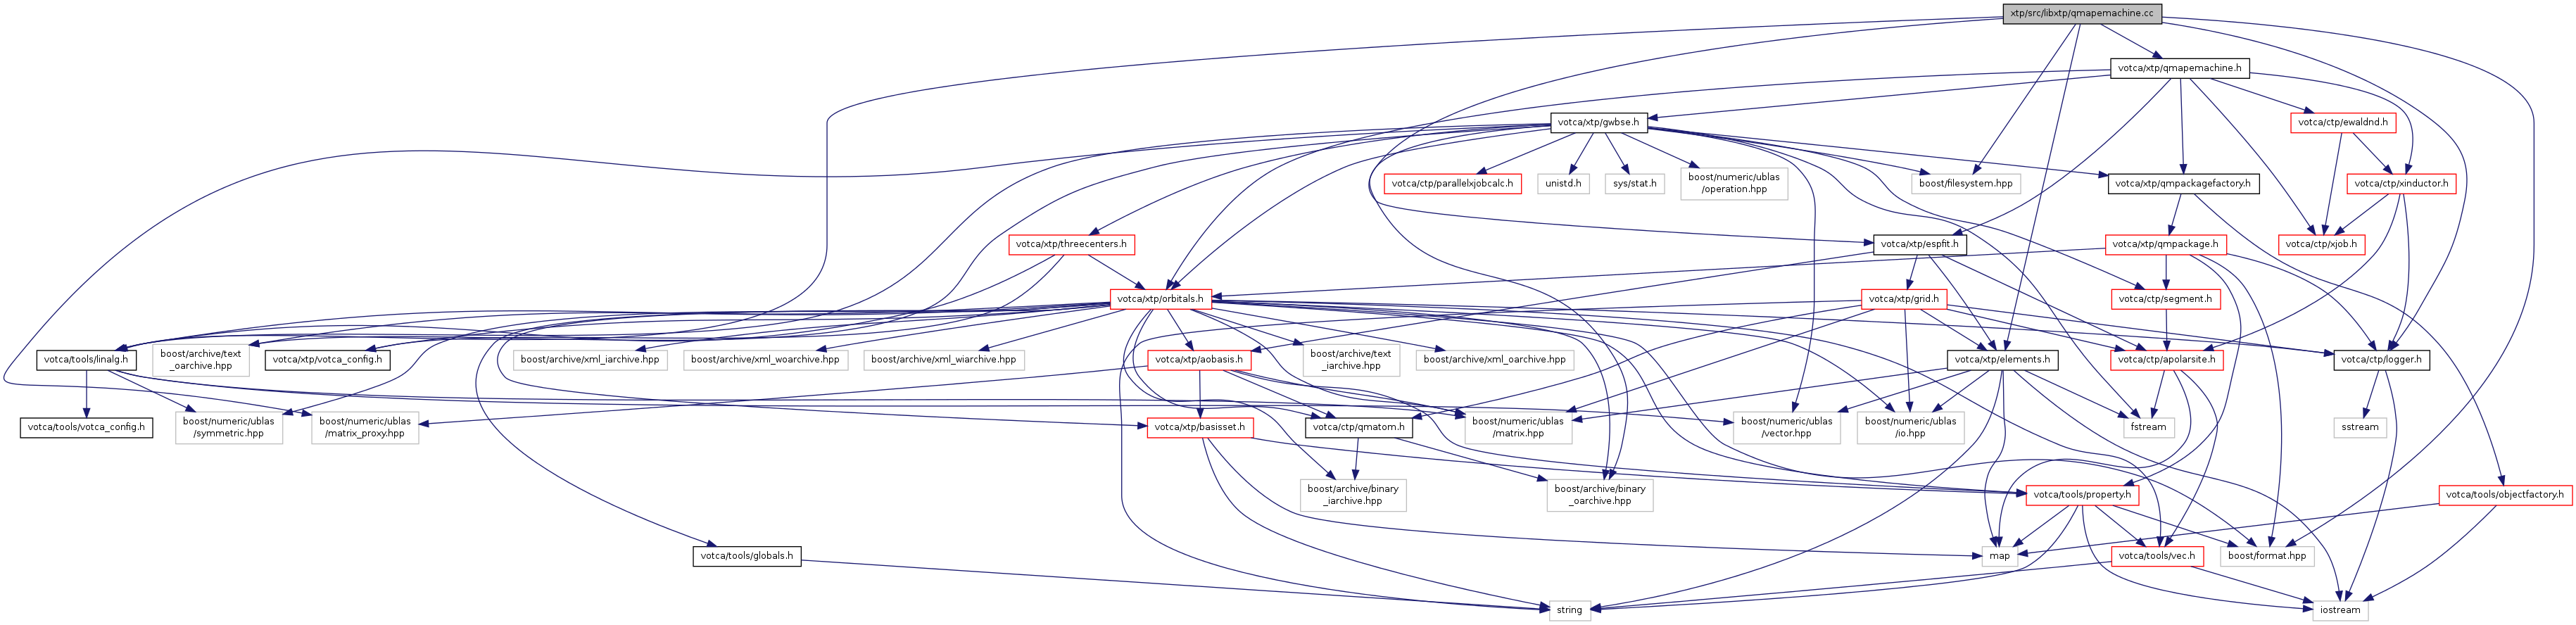 xtp/src/libxtp/qmapemachine.cc
votca/xtp/qmapemachine.h
votca/xtp/gwbse.h
votca/ctp/ewaldnd.h
votca/ctp/parallelxjobcalc.h
unistd.h
sys/stat.h
boost/numeric/ublas
/operation.hpp
boost/filesystem.hpp
votca/xtp/qmpackagefactory.h
votca/ctp/xinductor.h
votca/xtp/threecenters.h
votca/xtp/espfit.h
votca/xtp/qmpackage.h
votca/ctp/xjob.h
votca/xtp/orbitals.h
votca/xtp/grid.h
votca/ctp/segment.h
votca/tools/linalg.h
boost/archive/text
_oarchive.hpp
votca/xtp/votca_config.h
boost/archive/xml_iarchive.hpp
boost/archive/xml_woarchive.hpp
boost/archive/xml_wiarchive.hpp
votca/xtp/aobasis.h
boost/archive/text
_iarchive.hpp
boost/archive/xml_oarchive.hpp
votca/xtp/elements.h
votca/ctp/apolarsite.h
votca/ctp/logger.h
votca/tools/votca_config.h
boost/numeric/ublas
/symmetric.hpp
boost/numeric/ublas
/matrix_proxy.hpp
votca/xtp/basisset.h
votca/ctp/qmatom.h
boost/numeric/ublas
/matrix.hpp
boost/numeric/ublas
/vector.hpp
boost/numeric/ublas
/io.hpp
fstream
sstream
boost/archive/binary
_iarchive.hpp
boost/archive/binary
_oarchive.hpp
votca/tools/property.h
votca/tools/objectfactory.h
votca/tools/globals.h
map
votca/tools/vec.h
boost/format.hpp
string
iostream